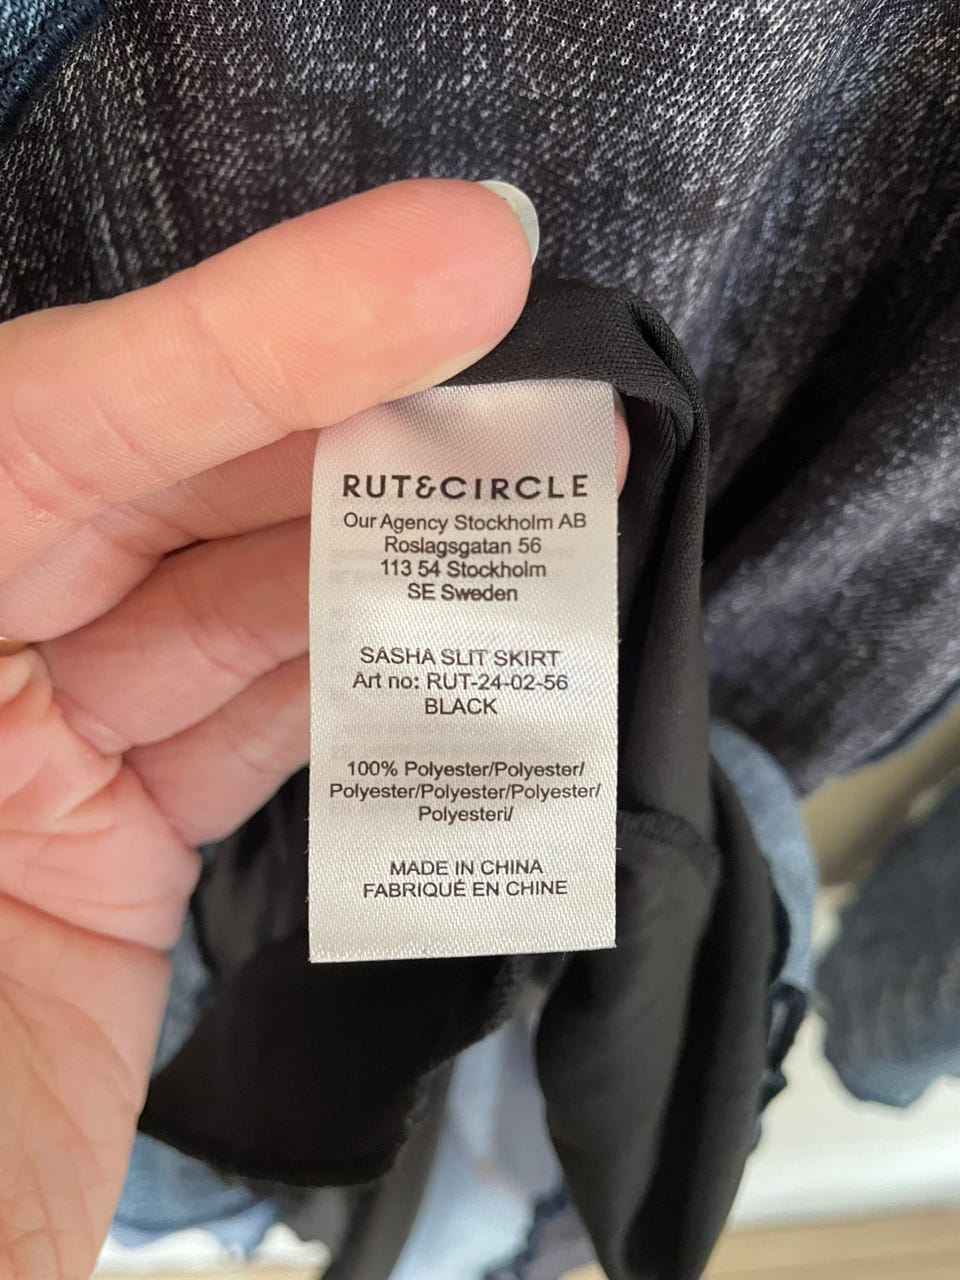 RUT&CIRCLE
Our Agency Stockholm AB
Roslagsgatan 56
113 54 Stockholm
SE Sweden
SASHA SLIT SKIRT
Art no: RUT-24-02-56
BLACK
100% Polyester/Polyester/
Polyester/Polyester/Polyester/
Polyesteri/
MADE IN CHINA
FABRIQUÉ EN CHINE